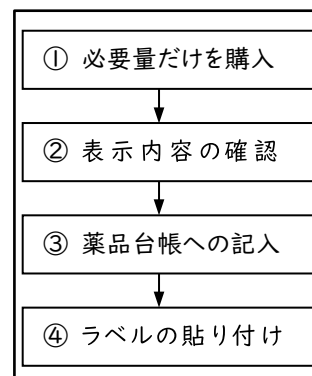 ① 必要量だけを購入
② 表示内容の確認
③ 薬品台帳への記入
④ ラベルの貼り付け